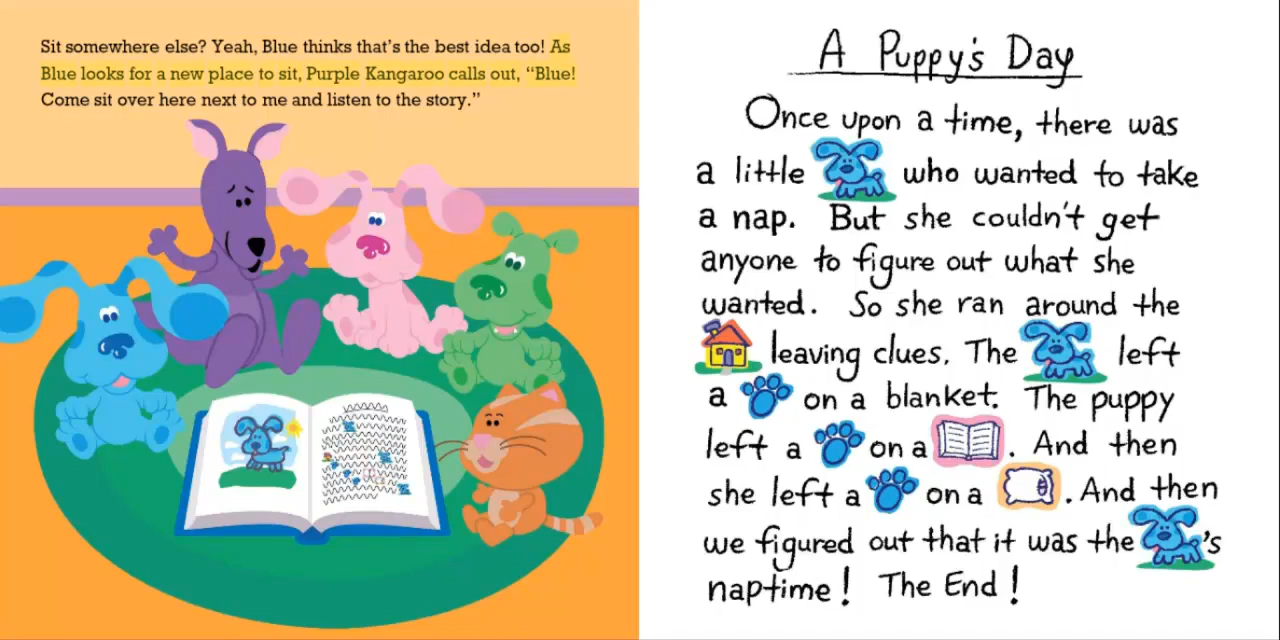 Sit somewhere else? Yeah, Blue thinks that's the best idea too! As
Blue looks for a new place to sit, Purple Kangaroo calls out, “Blue!
Come sit over here next to me and listen to the story.”
A Puppy's Day
Once upon a time, there was
a little who wanted to take
a nap. But she couldn't get
anyone to figure out what she
wanted. So she ran around the
leaving clues. The left
a on a blanket. The puppy
left a on a . And then
she left a on a . And then
we figured out that it was the 's
naptime! The End!